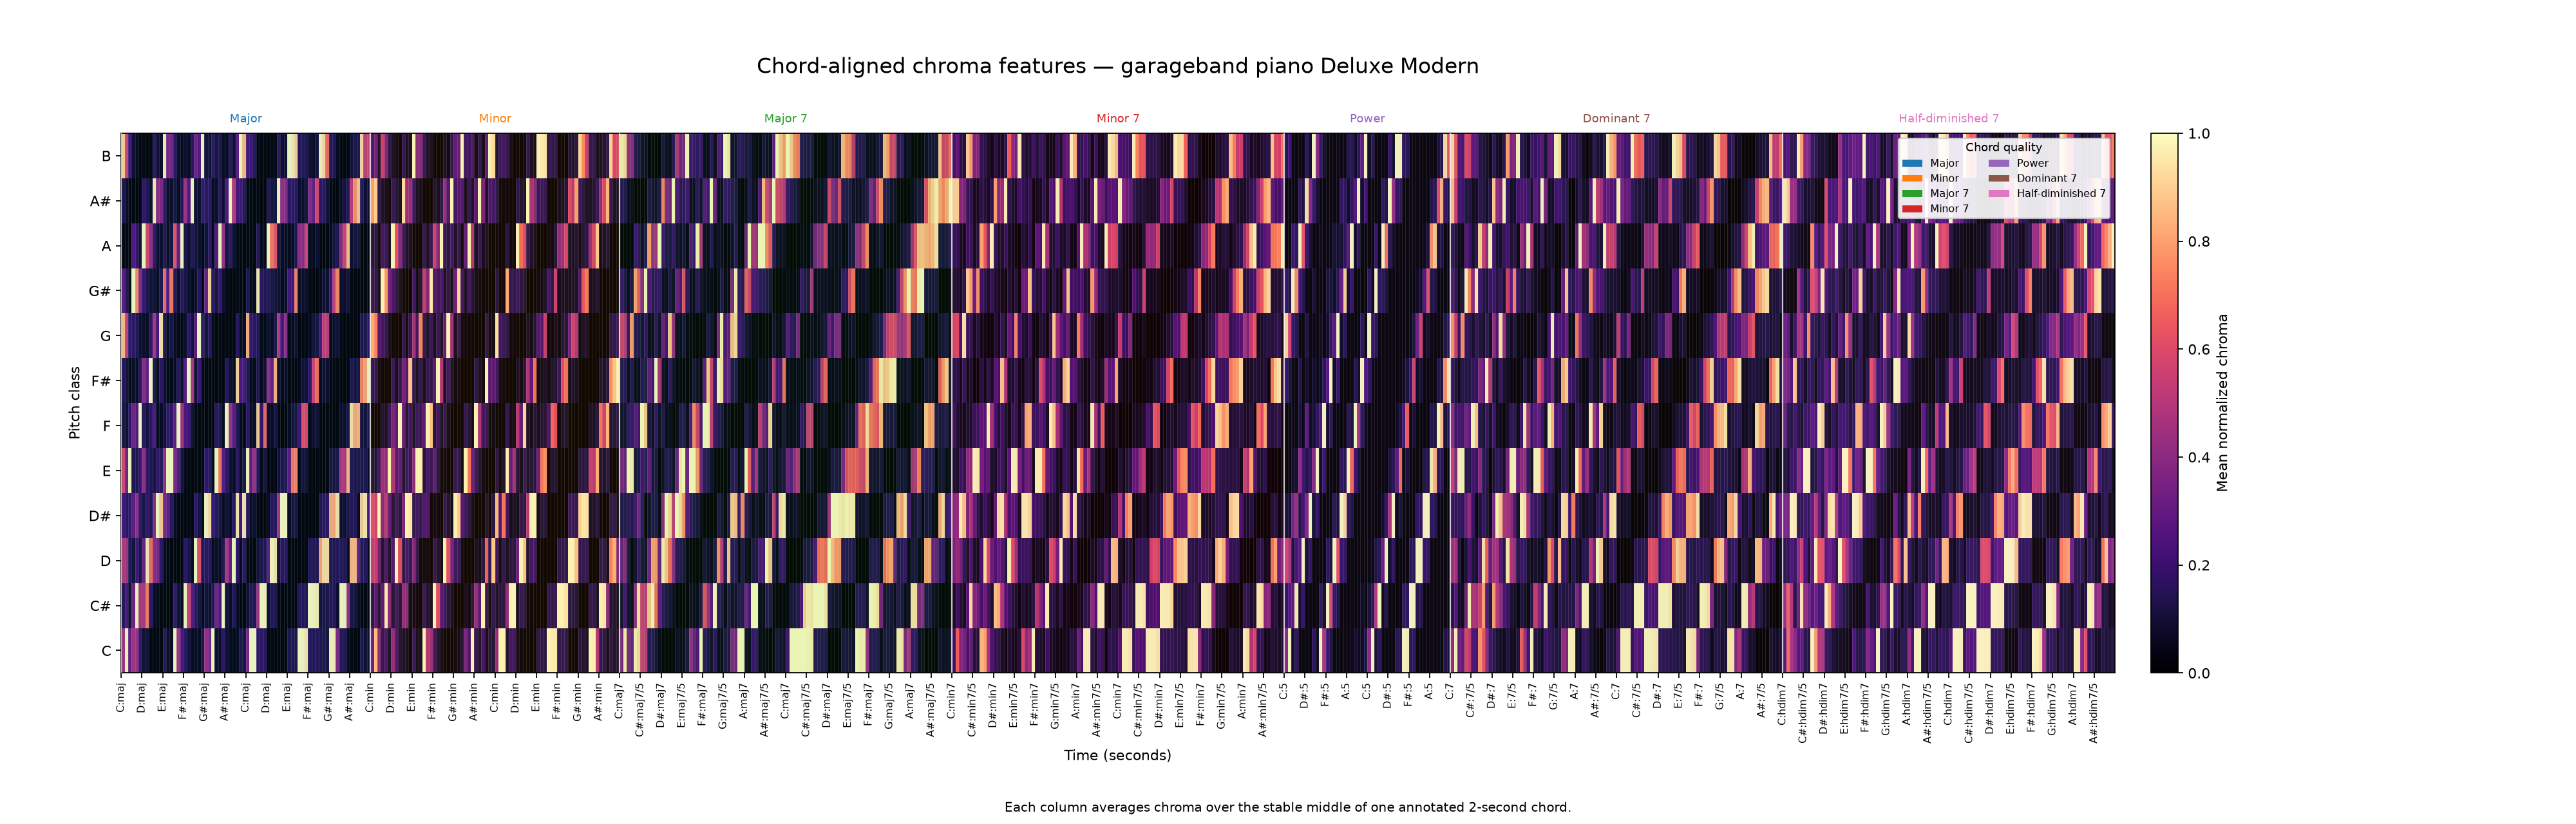 Chord-aligned chroma features — garageband piano Deluxe Modern
Major
Minor
Major 7
Minor 7
Power
Dominant 7
Half-diminished 7
Chord quality
Major
Minor
Major 7
Minor 7
Power
Dominant 7
Half-diminished 7
Pitch class
B
A#
A
G#
G
F#
F
E
D#
D
C#
C
C:maj
D:maj
E:maj
F#:maj
G#:maj
A#:maj
C:maj
D:maj
E:maj
F#:maj
G#:maj
A#:maj
C:min
D:min
E:min
F#:min
G#:min
A#:min
C:min
D:min
E:min
F#:min
G#:min
A#:min
C:maj7
C#:maj7/5
D#:maj7
E:maj7/5
F#:maj7
G:maj7/5
A:maj7
A#:maj7/5
C:maj7
C#:maj7/5
D#:maj7
E:maj7/5
F#:maj7
G:maj7/5
A:maj7
A#:maj7/5
C:min7
C#:min7/5
D#:min7
E:min7/5
F#:min7
G:min7/5
A:min7
A#:min7/5
C:min7
C#:min7/5
D#:min7
E:min7/5
F#:min7
G:min7/5
A:min7
A#:min7/5
C:5
D#:5
F#:5
A:5
C:5
D#:5
F#:5
A:5
C:7
C#:7/5
D#:7
E:7/5
F#:7
G:7/5
A:7
A#:7/5
C:7
C#:7/5
D#:7
E:7/5
F#:7
G:7/5
A:7
A#:7/5
C:hdim7
C#:hdim7/5
D#:hdim7
E:hdim7/5
F#:hdim7
G:hdim7/5
A:hdim7
A#:hdim7/5
C:hdim7
C#:hdim7/5
D#:hdim7
E:hdim7/5
F#:hdim7
G:hdim7/5
A:hdim7
A#:hdim7/5
Time (seconds)
1.0
0.8
0.6
0.4
0.2
0.0
Mean normalized chroma
Each column averages chroma over the stable middle of one annotated 2-second chord.